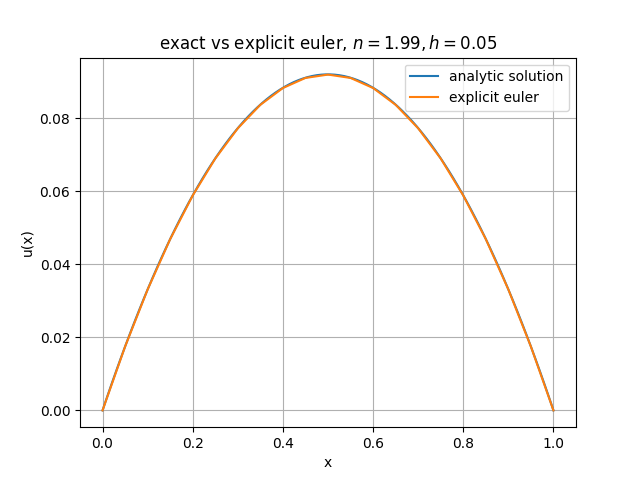 exact vs explicit euler, n = 1.99, h = 0.05
analytic solution
explicit euler
u(x)
0.08
0.06
0.04
0.02
0.00
0.0 0.2 0.4 0.6 0.8 1.0
x